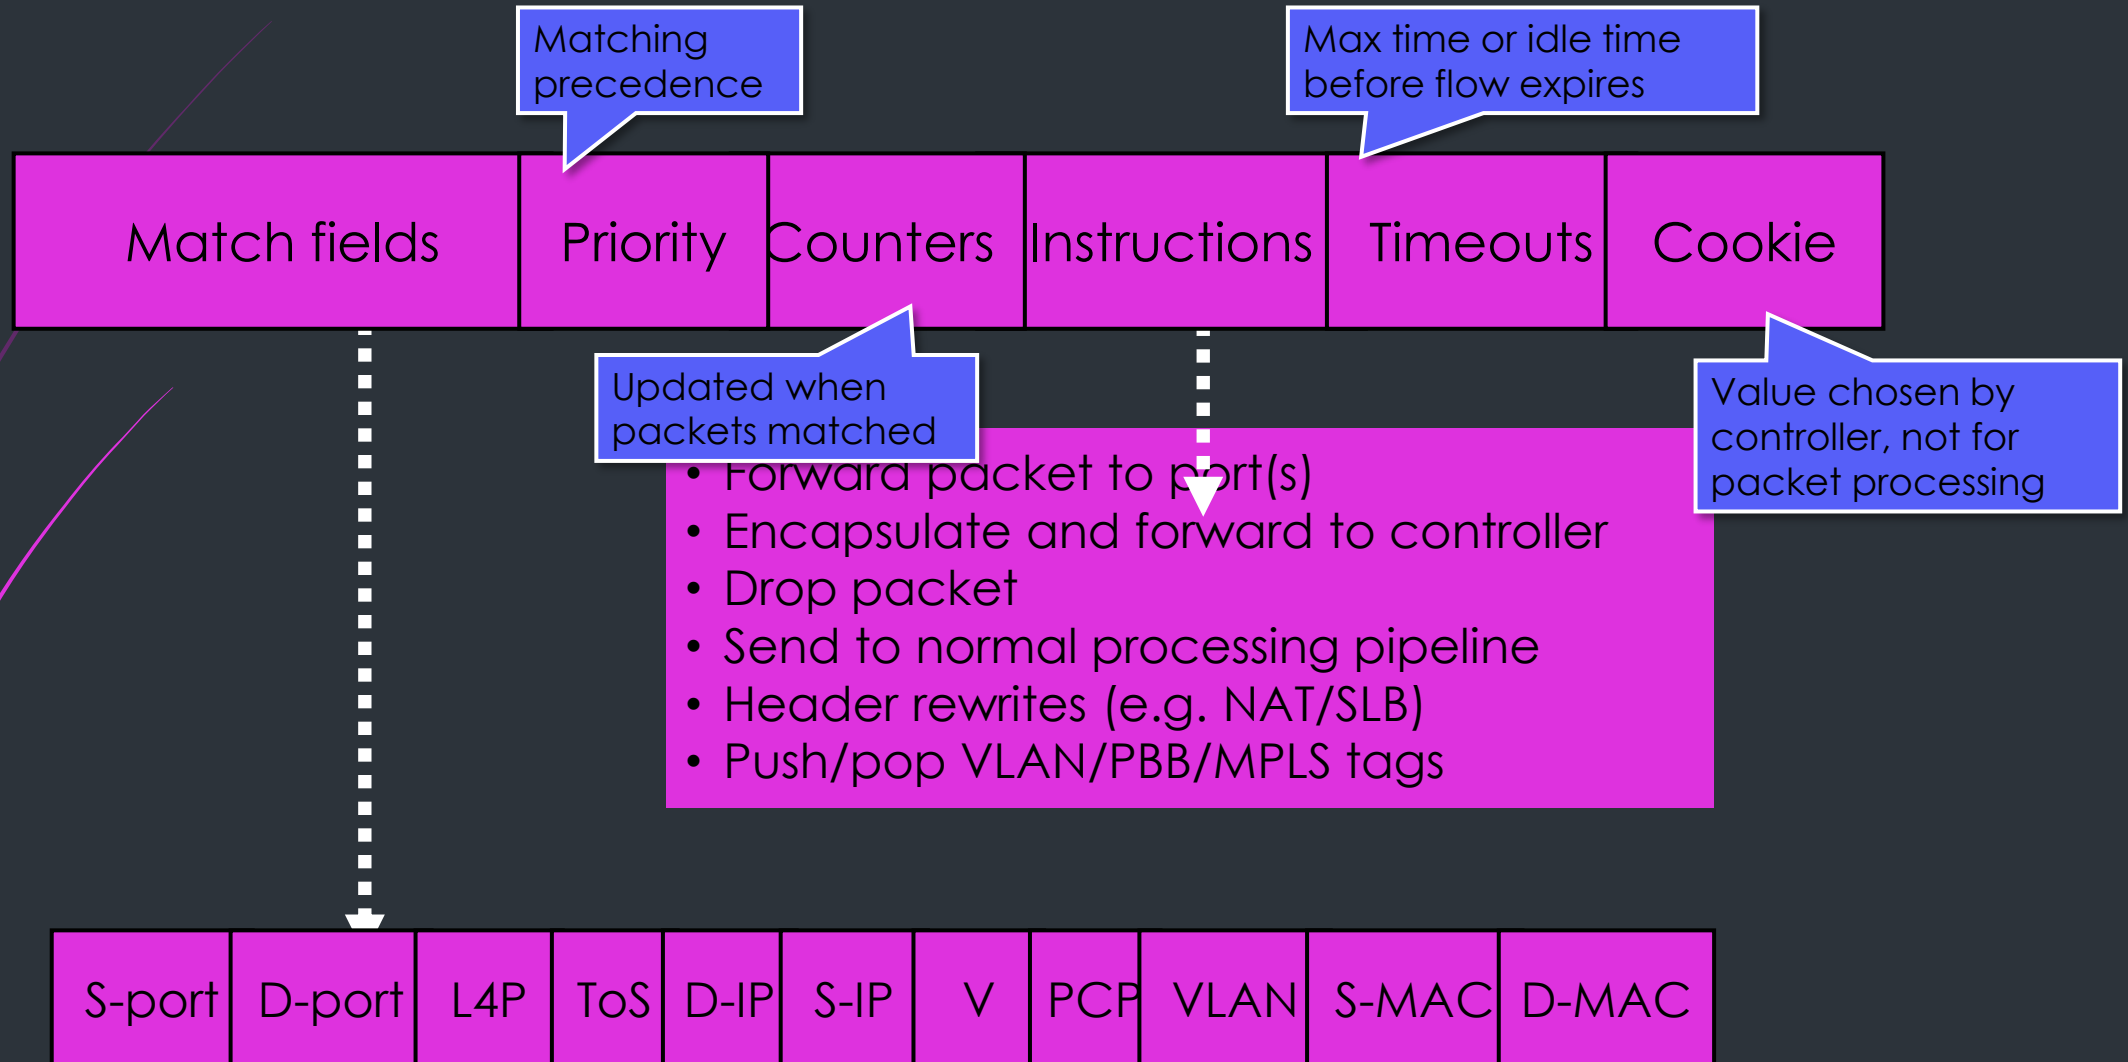 Matching
precedence
Max time or idle time
before flow expires
Match fields
Priority
Counters
Instructions
Timeouts
Cookie
Updated when
packets matched
Value chosen by
controller, not for
packet processing
• Forward packet to port(s)
• Encapsulate and forward to controller
• Drop packet
• Send to normal processing pipeline
• Header rewrites (e.g. NAT/SLB)
• Push/pop VLAN/PBB/MPLS tags
S-port
D-port
L4P
ToS
D-IP
S-IP
V
PCP
VLAN
S-MAC
D-MAC